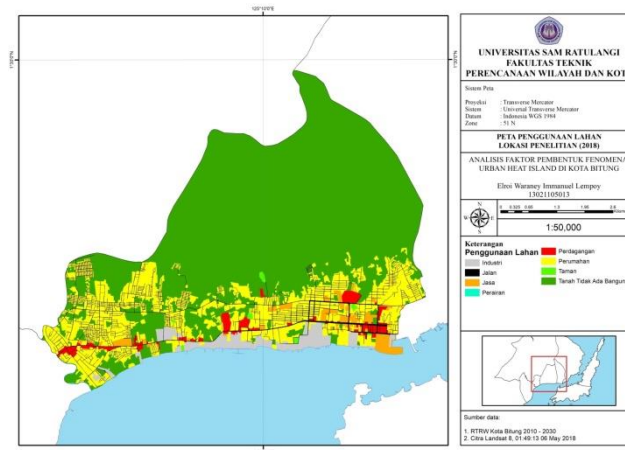 125°10'0"E
UNIVERSITAS SAM RATULANGI
FAKULTAS TEKNIK
PERENCANAAN WILAYAH DAN KOTA
Sistem Peta
Proyeksi : Transverse Mercator
Sistem : Universal Transverse Mercator
Datum : Indonesia WGS 1984
Zone : 51 N
PETA PENGGUNAAN LAHAN
LOKASI PENELITIAN (2018)
ANALISIS FAKTOR PEMBENTUK FENOMENA
URBAN HEAT ISLAND DI KOTA BITUNG
Elroi Waraney Immanuel Lempoy
13021105013
1:50,000
Keterangan
Penggunaan Lahan
Industri
Jalan
Jasa
Perairan
Perdagangan
Perumahan
Taman
Tanah Tidak Ada Bangun
Sumber data:
1. RTRW Kota Bitung 2010 - 2030
2. Citra Landsat 8, 01:49:13 06 May 2018